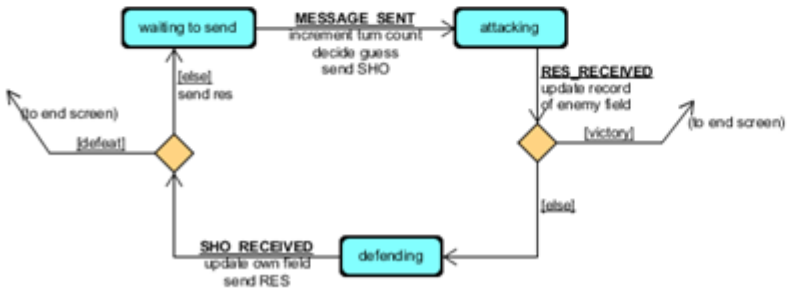 waiting to send
MESSAGE_SENT
increment turn count
decide guess
send SHO
attacking
[else]
send res
RES_RECEIVED
update record
of enemy field
(to end screen)
[defeat]
[victory]
(to end screen)
[else]
SHO_RECEIVED
update own field
send RES
defending